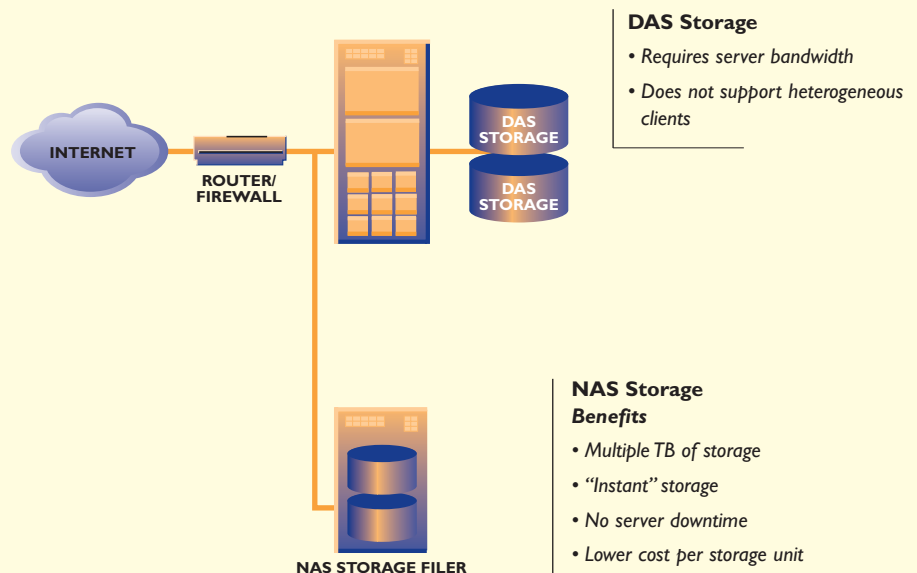 DAS Storage
• Requires server bandwidth
• Does not support heterogeneous
clients
INTERNET
ROUTER/
FIREWALL
DAS
STORAGE
DAS
STORAGE
NAS Storage
Benefits
• Multiple TB of storage
• “Instant” storage
• No server downtime
• Lower cost per storage unit
NAS STORAGE FILER